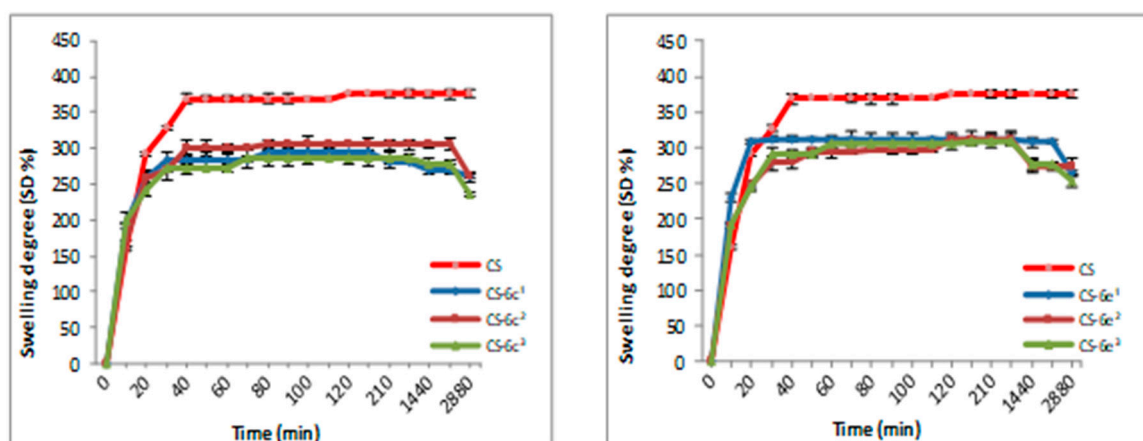 450
400
350
300
250
200
150
100
50
0
Swelling degree (SD %)
CS
CS-6c¹
CS-6c²
CS-6c³
0 20 40 60 80 100 120 210 1440 2880
Time (min)
450
400
350
300
250
200
150
100
50
0
Swelling degree (SD %)
CS
CS-6e¹
CS-6e²
CS-6e³
0 20 40 60 80 100 120 210 1440 2880
Time (min)